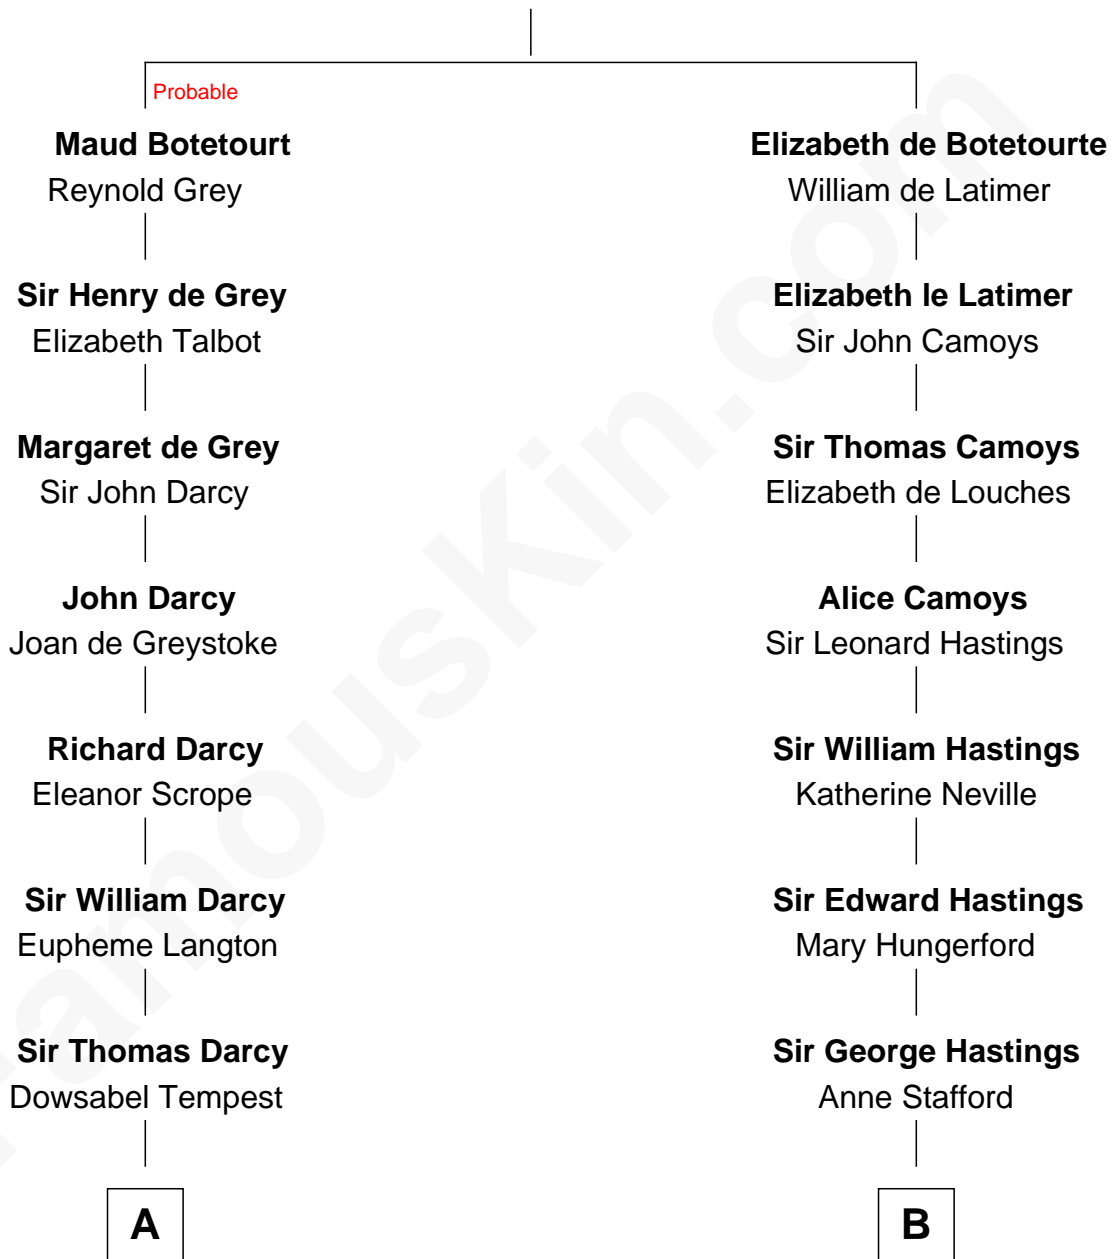 Probable
Maud Botetourt
Reynold Grey
Elizabeth de Botetourte
William de Latimer
Sir Henry de Grey
Elizabeth Talbot
Elizabeth le Latimer
Sir John Camoys
Margaret de Grey
Sir John Darcy
Sir Thomas Camoys
Elizabeth de Louches
John Darcy
Joan de Greystoke
Alice Camoys
Sir Leonard Hastings
Richard Darcy
Eleanor Scrope
Sir William Hastings
Katherine Neville
Sir William Darcy
Eupheme Langton
Sir Edward Hastings
Mary Hungerford
Sir Thomas Darcy
Dowsabel Tempest
Sir George Hastings
Anne Stafford
A
B
FamousKin.com